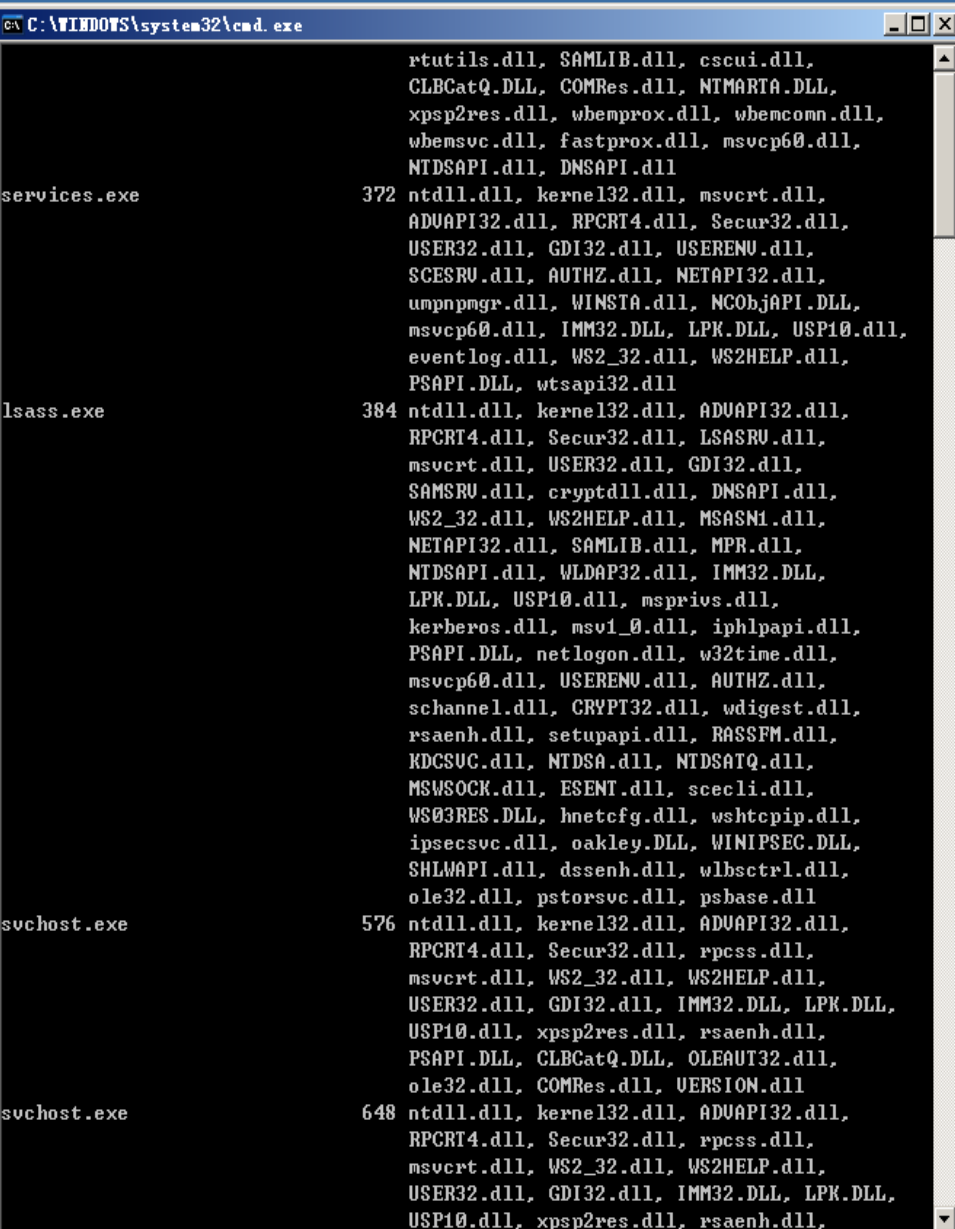 C:\WINDOWS\system32\cmd.exe
rtutils.dll, SAMLIB.dll, cscui.dll,
CLBCatQ.DLL, COMRes.dll, NTMARTA.DLL,
xpsp2res.dll, wbemprox.dll, wbemcomn.dll,
wbemsvc.dll, fastprox.dll, msvcp60.dll,
NTDSAPI.dll, DNSAPI.dll
services.exe 372 ntdll.dll, kernel32.dll, msvcrt.dll,
ADVAPI32.dll, RPCRT4.dll, Secur32.dll,
USER32.dll, GDI32.dll, USERENV.dll,
SCESRV.dll, AUTHZ.dll, NETAPI32.dll,
umpnpmgr.dll, WINSTA.dll, NCObjAPI.DLL,
msvcp60.dll, IMM32.DLL, LPK.DLL, USP10.dll,
eventlog.dll, WS2_32.dll, WS2HELP.dll,
PSAPI.DLL, wtsapi32.dll
lsass.exe 384 ntdll.dll, kernel32.dll, ADVAPI32.dll,
RPCRT4.dll, Secur32.dll, LSASRV.dll,
msvcrt.dll, USER32.dll, GDI32.dll,
SAMSRV.dll, cryptdll.dll, DNSAPI.dll,
WS2_32.dll, WS2HELP.dll, MSASN1.dll,
NETAPI32.dll, SAMLIB.dll, MPR.dll,
NTDSAPI.dll, WLDAP32.dll, IMM32.DLL,
LPK.DLL, USP10.dll, msprivs.dll,
kerberos.dll, msv1_0.dll, iphlpapi.dll,
PSAPI.DLL, netlogon.dll, w32time.dll,
msvcp60.dll, USERENV.dll, AUTHZ.dll,
schannel.dll, CRYPT32.dll, wdigest.dll,
rsaenh.dll, setupapi.dll, RASSFM.dll,
KDCSVC.dll, NTDSA.dll, NTDSATQ.dll,
MSWSOCK.dll, ESENT.dll, scecli.dll,
WS03RES.DLL, hnetcfg.dll, wshtcpip.dll,
ipsecsvc.dll, oakley.DLL, WINIPSEC.DLL,
SHLWAPI.dll, dssenh.dll, wlbsctrl.dll,
ole32.dll, pstorsvc.dll, psbase.dll
svchost.exe 576 ntdll.dll, kernel32.dll, ADVAPI32.dll,
RPCRT4.dll, Secur32.dll, rpcss.dll,
msvcrt.dll, WS2_32.dll, WS2HELP.dll,
USER32.dll, GDI32.dll, IMM32.DLL, LPK.DLL,
USP10.dll, xpsp2res.dll, rsaenh.dll,
PSAPI.DLL, CLBCatQ.DLL, OLEAUT32.dll,
ole32.dll, COMRes.dll, VERSION.dll
svchost.exe 648 ntdll.dll, kernel32.dll, ADVAPI32.dll,
RPCRT4.dll, Secur32.dll, rpcss.dll,
msvcrt.dll, WS2_32.dll, WS2HELP.dll,
USER32.dll, GDI32.dll, IMM32.DLL, LPK.DLL,
USP10.dll, xpsp2res.dll, rsaenh.dll,